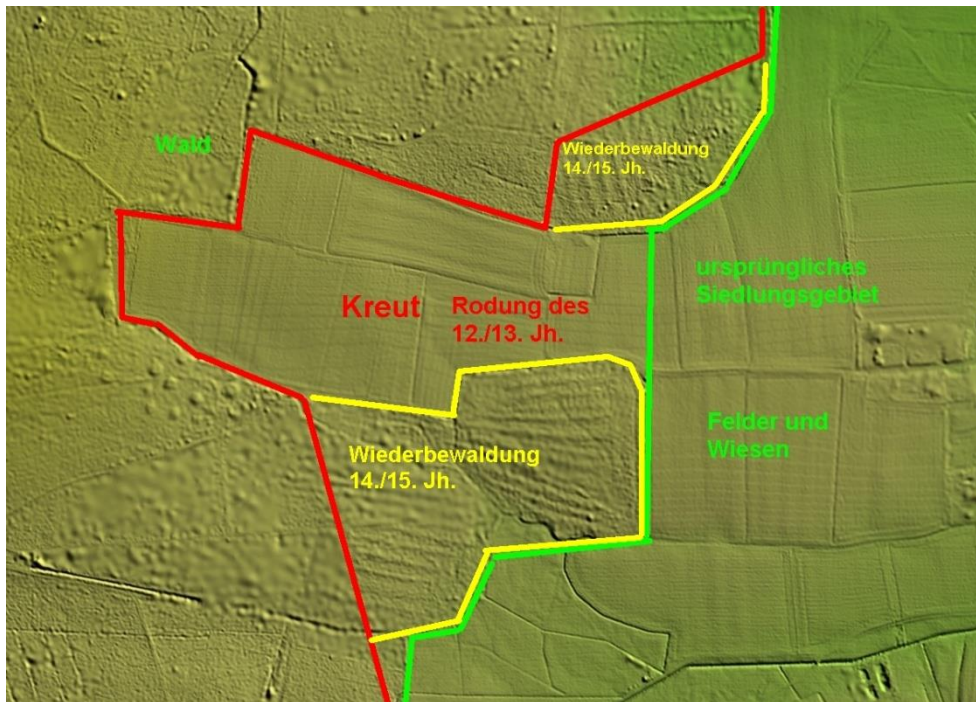 Wald
Wiederbewaldung
14./15. Jh.
ursprüngliches
Siedlungsgebiet
Kreut
Rodung des
12./13. Jh.
Felder und
Wiesen
Wiederbewaldung
14./15. Jh.